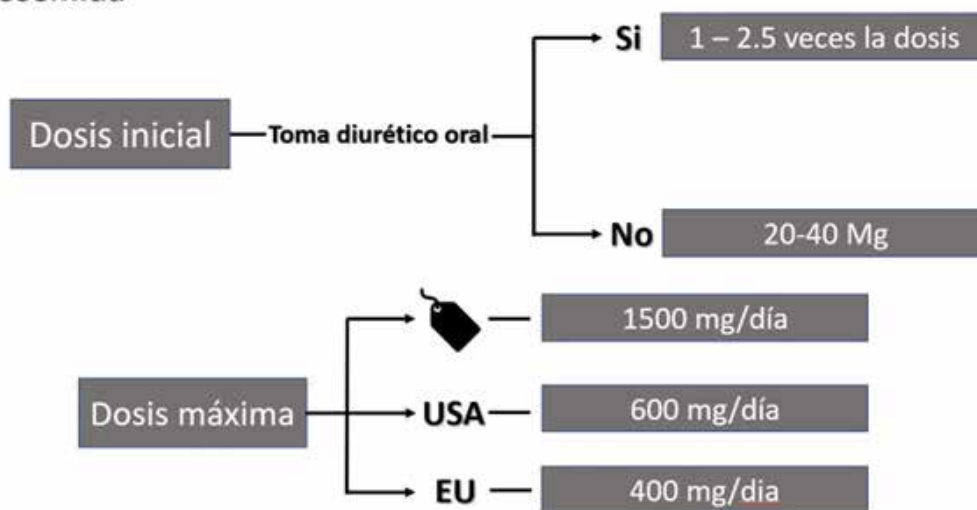 Si
1 – 2.5 veces la dosis
Dosis inicial
Toma diurético oral
No
20-40 Mg
1500 mg/día
Dosis máxima
USA
600 mg/día
EU
400 mg/dia